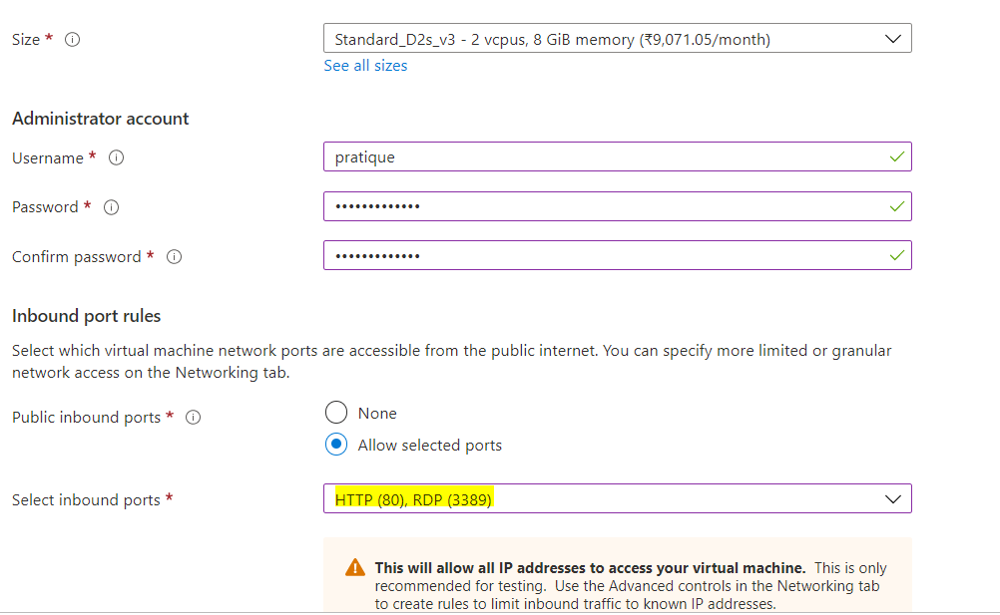 Size *
Standard_D2s_v3 - 2 vcpus, 8 GiB memory (₹9,071.05/month)
See all sizes
Administrator account
Username *
pratique
Password *
•••••••••••••
Confirm password *
•••••••••••••
Inbound port rules
Select which virtual machine network ports are accessible from the public internet. You can specify more limited or granular
network access on the Networking tab.
Public inbound ports *
None
Allow selected ports
Select inbound ports *
HTTP (80), RDP (3389)
This will allow all IP addresses to access your virtual machine. This is only
recommended for testing. Use the Advanced controls in the Networking tab
to create rules to limit inbound traffic to known IP addresses.